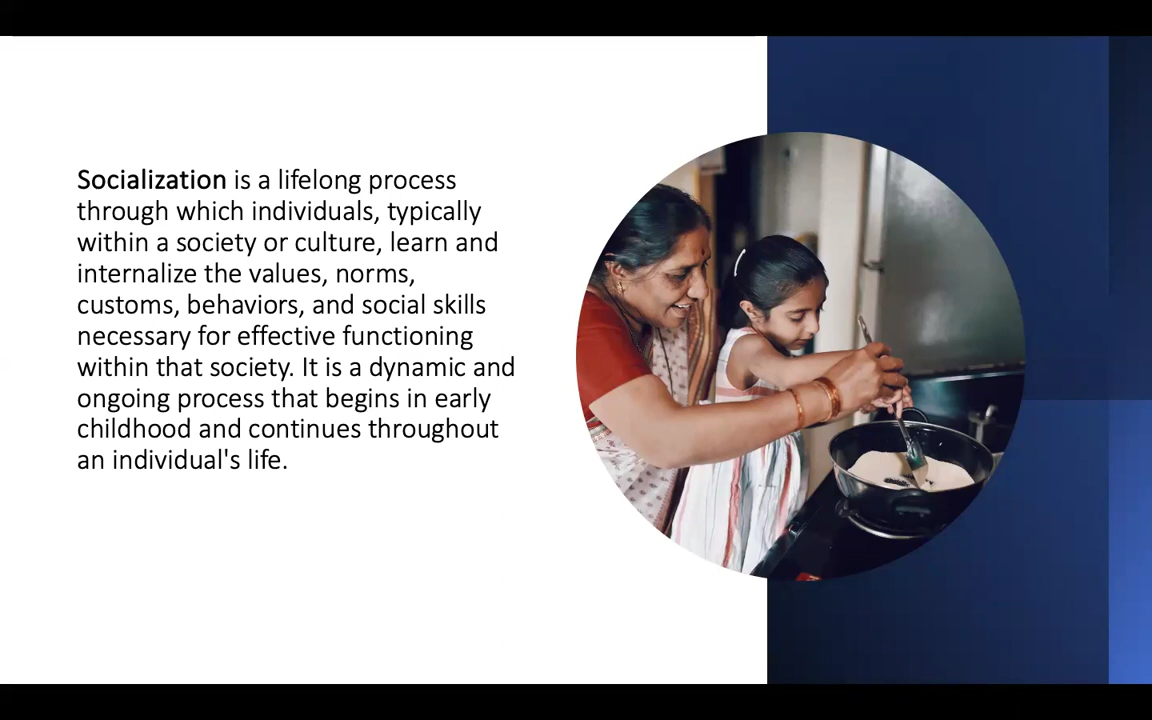 Socialization is a lifelong process
through which individuals, typically
within a society or culture, learn and
internalize the values, norms,
customs, behaviors, and social skills
necessary for effective functioning
within that society. It is a dynamic and
ongoing process that begins in early
childhood and continues throughout
an individual's life.